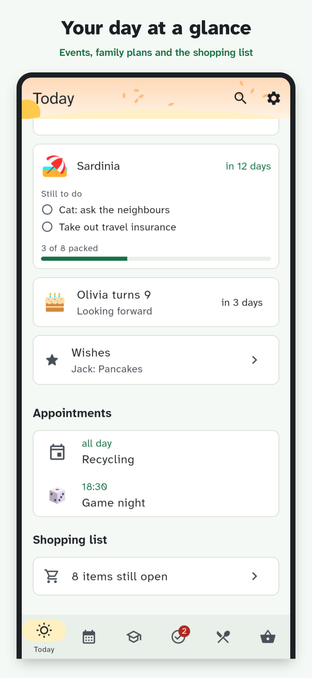 Your day at a glance
Events, family plans and the shopping list
Today
Sardinia
in 12 days
Still to do
Cat: ask the neighbours
Take out travel insurance
3 of 8 packed
Olivia turns 9
Looking forward
in 3 days
Wishes
Jack: Pancakes
Appointments
all day
Recycling
18:30
Game night
Shopping list
8 items still open
2
Today